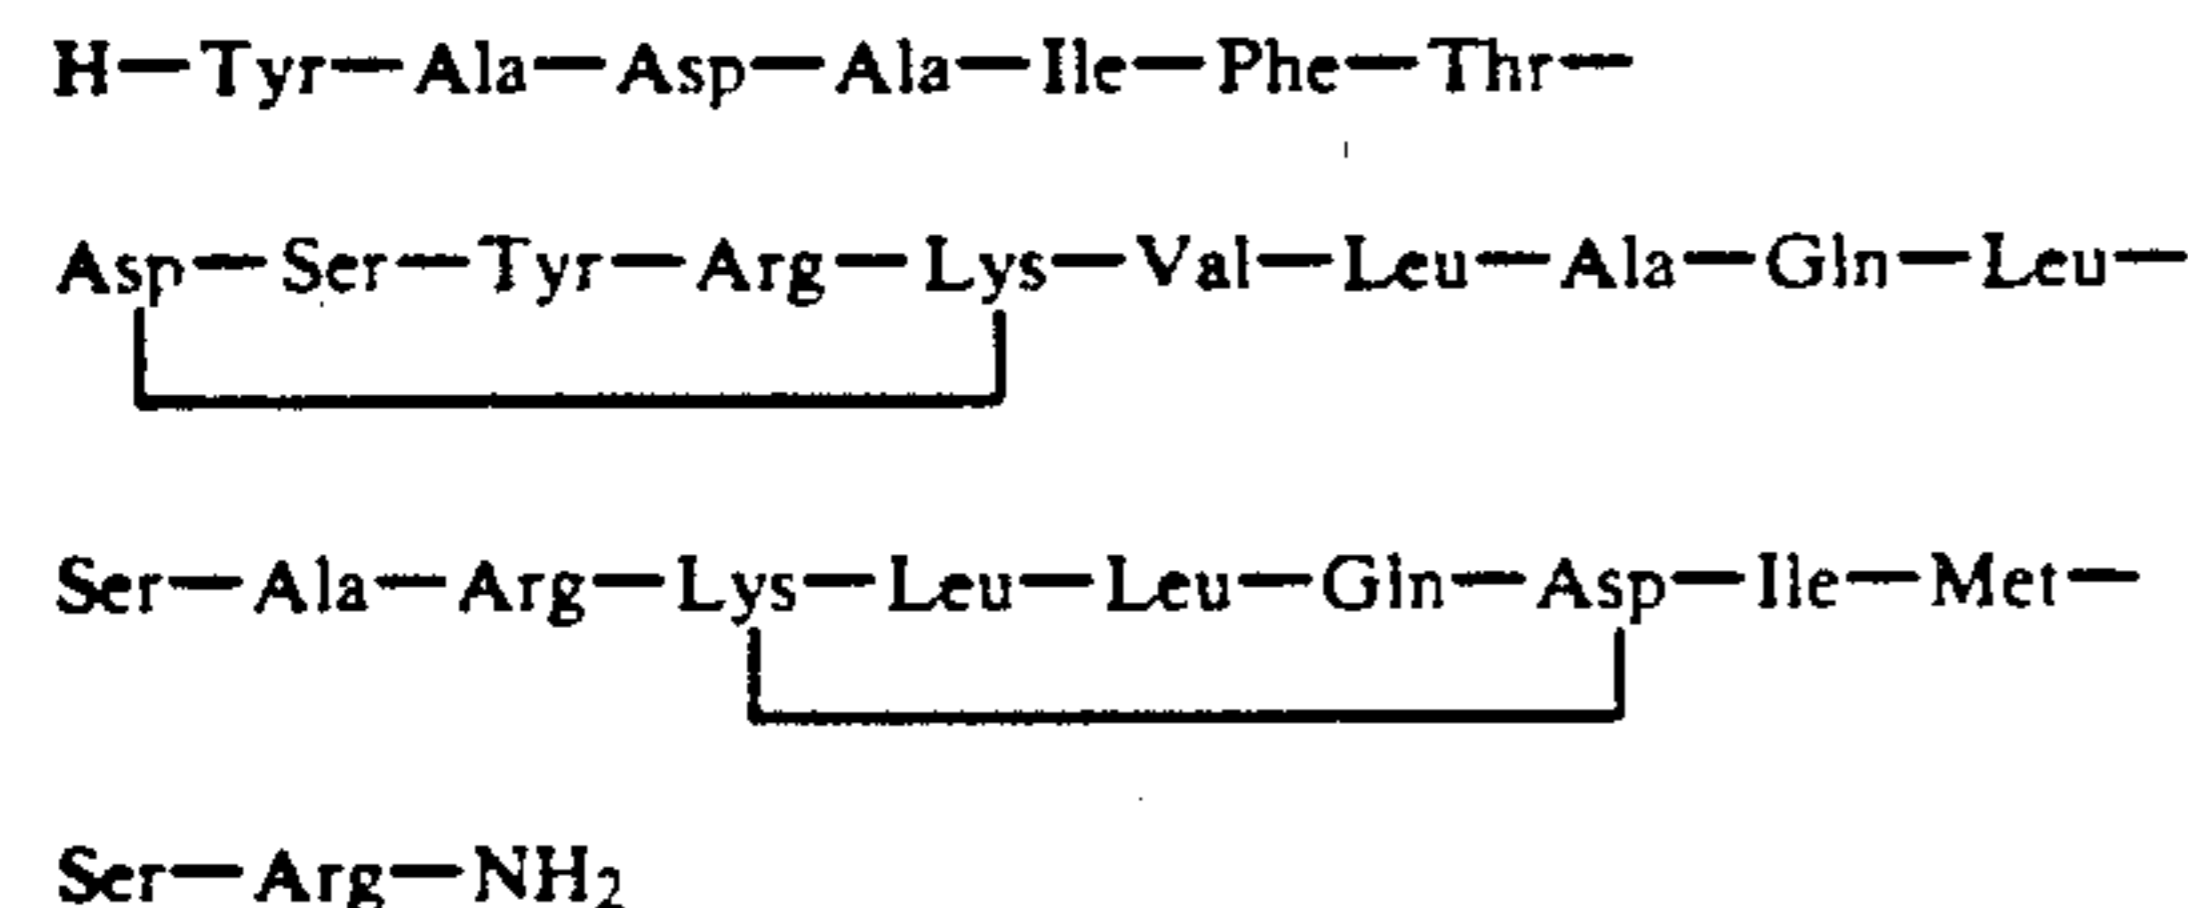 H—Tyr—Ala—Asp—Ala—Ile—Phe—Thr—
Asp—Ser—Tyr—Arg—Lys—Val—Leu—Ala—Gln—Leu—
Ser—Ala—Arg—Lys—Leu—Leu—Gln—Asp—Ile—Met—
Ser—Arg—NH₂